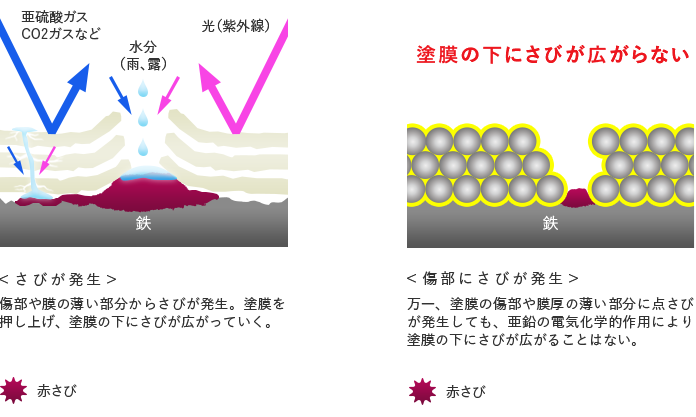 亜硫酸ガス
CO2ガスなど
水分
（雨、露）
光（紫外線）
鉄
＜さびが発生＞
傷部や膜の薄い部分からさびが発生。塗膜を
押し上げ、塗膜の下にさびが広がっていく。
赤さび
塗膜の下にさびが広がらない
鉄
＜傷部にさびが発生＞
万一、塗膜の傷部や膜厚の薄い部分に点さび
が発生しても、亜鉛の電気化学的作用により
塗膜の下にさびが広がることはない。
赤さび